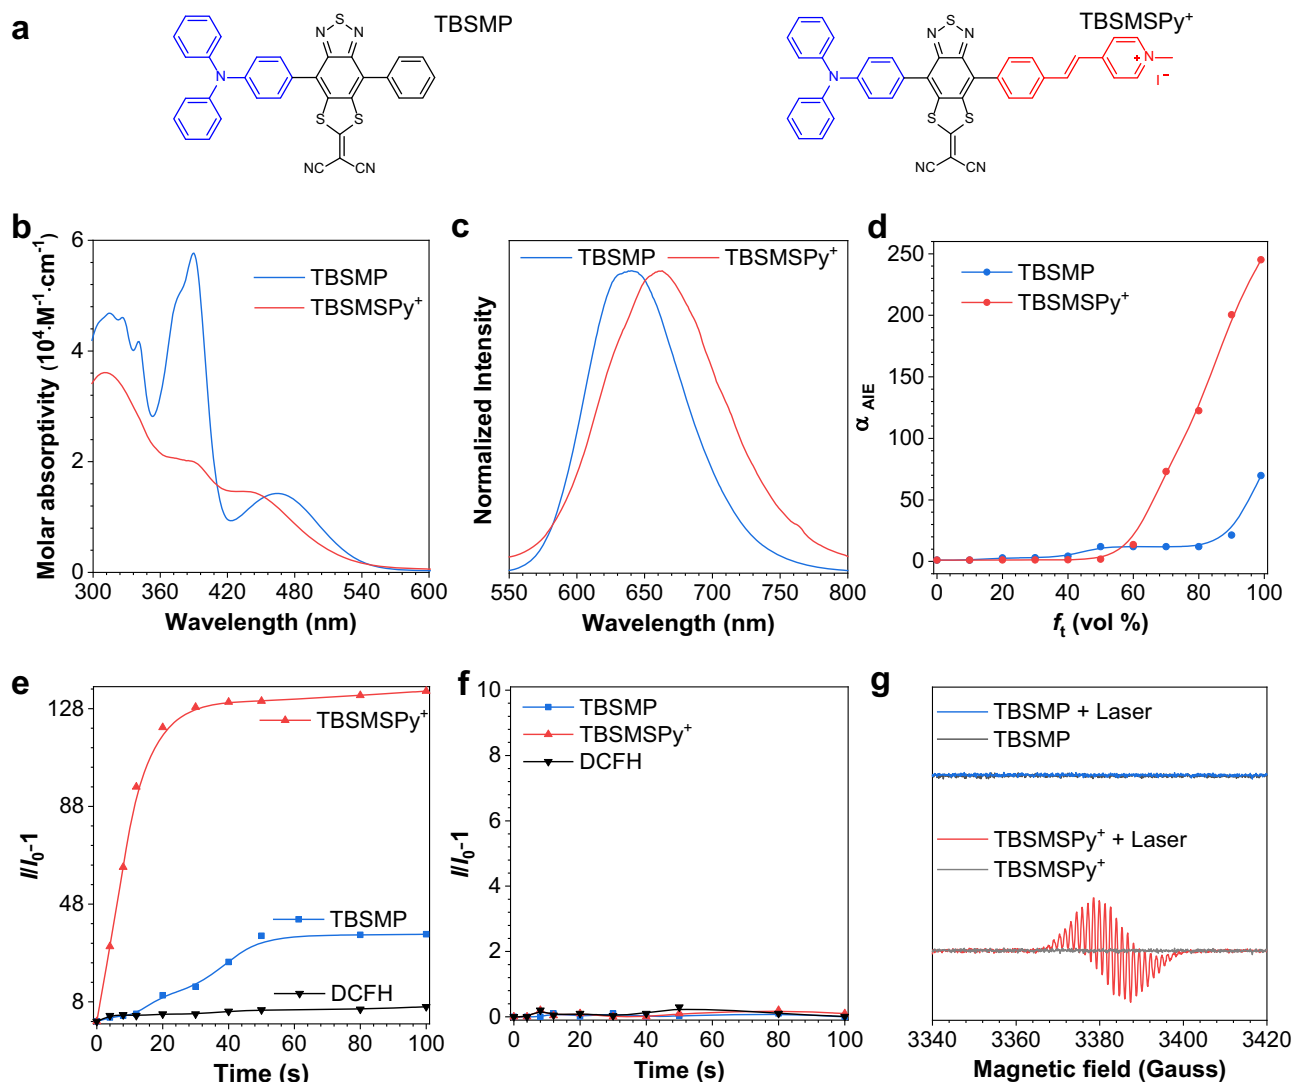 a
TBSMP
TBSMSPy+
S
N N
N
S S
NC CN
S
N N
N
S S
NC CN
N
+
I−
b
Molar absorptivity (10⁴·M⁻¹·cm⁻¹)
6
4
2
0
TBSMP
TBSMSPy⁺
300 360 420 480 540 600
Wavelength (nm)
c
Normalized Intensity
TBSMP TBSMSPy⁺
550 600 650 700 750 800
Wavelength (nm)
d
α AIE
250
200
150
100
50
0
TBSMP
TBSMSPy⁺
0 20 40 60 80 100
fₜ (vol %)
e
I/I₀-1
128
88
48
8
TBSMSPy⁺
TBSMP
DCFH
0 20 40 60 80 100
Time (s)
f
I/I₀-1
10
8
6
4
2
0
TBSMP
TBSMSPy⁺
DCFH
0 20 40 60 80 100
Time (s)
g
TBSMP + Laser
TBSMP
TBSMSPy⁺ + Laser
TBSMSPy⁺
3340 3360 3380 3400 3420
Magnetic field (Gauss)